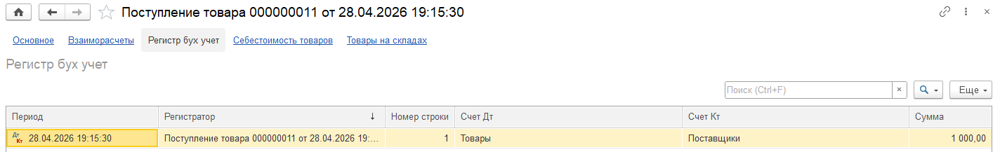 Поступление товара 000000011 от 28.04.2026 19:15:30
Основное Взаиморасчеты Регистр бух учет Себестоимость товаров Товары на складах
Регистр бух учет
Поиск (Ctrl+F) × Еще
Период Регистратор ↓ Номер строки Счет Дт Счет Кт Сумма
Дт Кт 28.04.2026 19:15:30 Поступление товара 000000011 от 28.04.2026 19:... 1 Товары Поставщики 1 000,00